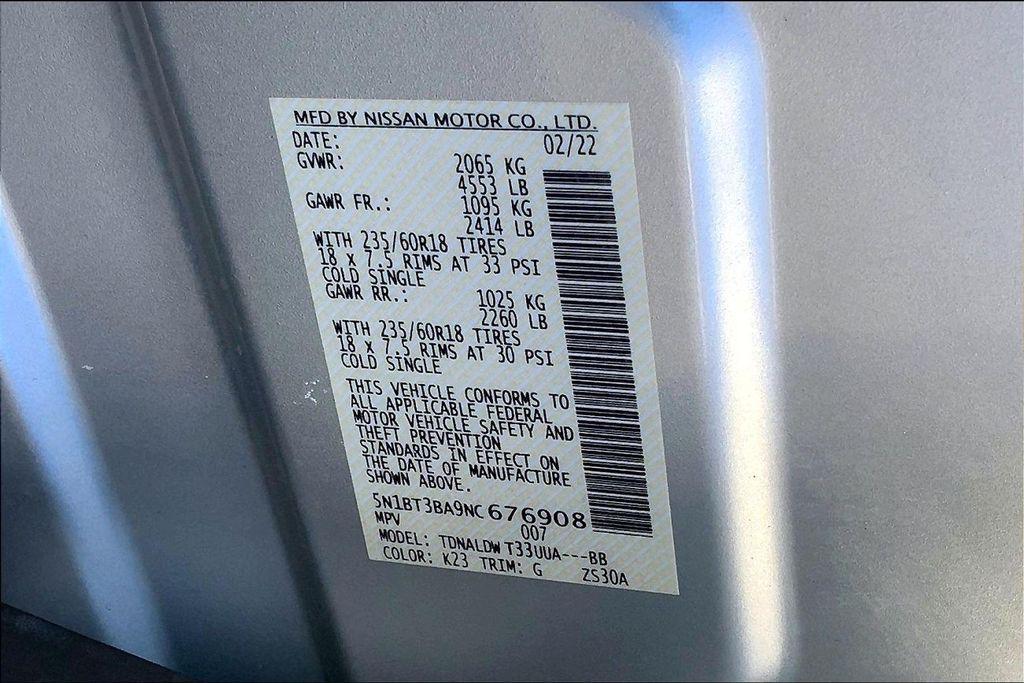 MFD BY NISSAN MOTOR CO., LTD.
DATE: 02/22
GVWR: 2065 KG
4553 LB
GAWR FR.: 1095 KG
2414 LB
WITH 235/60R18 TIRES
18 x 7.5 RIMS AT 33 PSI
COLD SINGLE
GAWR RR.: 1025 KG
2260 LB
WITH 235/60R18 TIRES
18 x 7.5 RIMS AT 30 PSI
COLD SINGLE
THIS VEHICLE CONFORMS TO
ALL APPLICABLE FEDERAL
MOTOR VEHICLE SAFETY AND
THEFT PREVENTION
STANDARDS IN EFFECT ON
THE DATE OF MANUFACTURE
SHOWN ABOVE.
5N1BT3BA9NC 676908
MPV 007
MODEL: TDNALDW T33UUA---BB
COLOR: K23 TRIM: G ZS30A